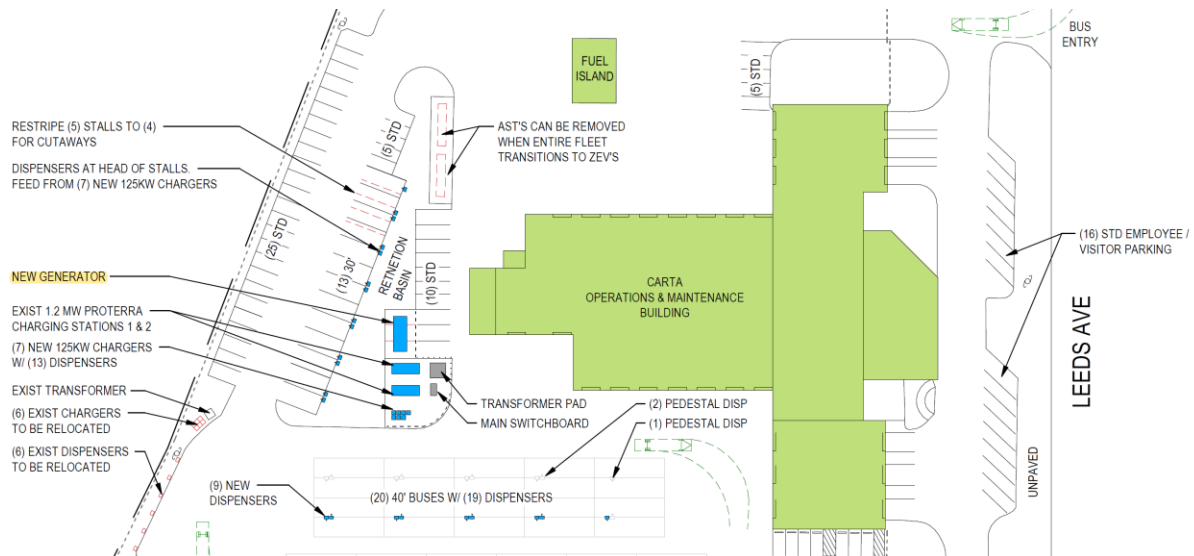 BUS
ENTRY
FUEL
ISLAND
(5) STD
RESTRIPE (5) STALLS TO (4)
FOR CUTAWAYS
AST'S CAN BE REMOVED
WHEN ENTIRE FLEET
TRANSITIONS TO ZEV'S
(5) STD
DISPENSERS AT HEAD OF STALLS.
FEED FROM (7) NEW 125KW CHARGERS
(25) STD
(13) 30'
RETNETION
BASIN
(10) STD
(16) STD EMPLOYEE /
VISITOR PARKING
NEW GENERATOR
CARTA
OPERATIONS & MAINTENANCE
BUILDING
EXIST 1.2 MW PROTERRA
CHARGING STATIONS 1 & 2
(7) NEW 125KW CHARGERS
W/ (13) DISPENSERS
LEEDS AVE
EXIST TRANSFORMER
TRANSFORMER PAD
MAIN SWITCHBOARD
(2) PEDESTAL DISP
(1) PEDESTAL DISP
(6) EXIST CHARGERS
TO BE RELOCATED
(6) EXIST DISPENSERS
TO BE RELOCATED
UNPAVED
(9) NEW
DISPENSERS
(20) 40' BUSES W/ (19) DISPENSERS